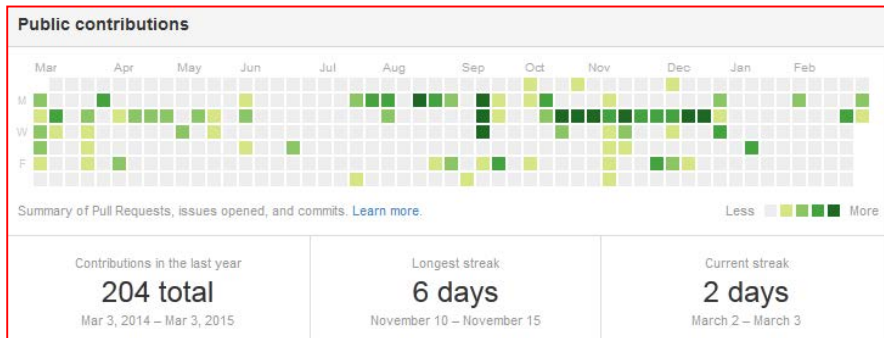 Public contributions
Mar Apr May Jun Jul Aug Sep Oct Nov Dec Jan Feb
M
W
F
Summary of Pull Requests, issues opened, and commits. Learn more. Less More
Contributions in the last year Longest streak Current streak
204 total 6 days 2 days
Mar 3, 2014 – Mar 3, 2015 November 10 – November 15 March 2 – March 3